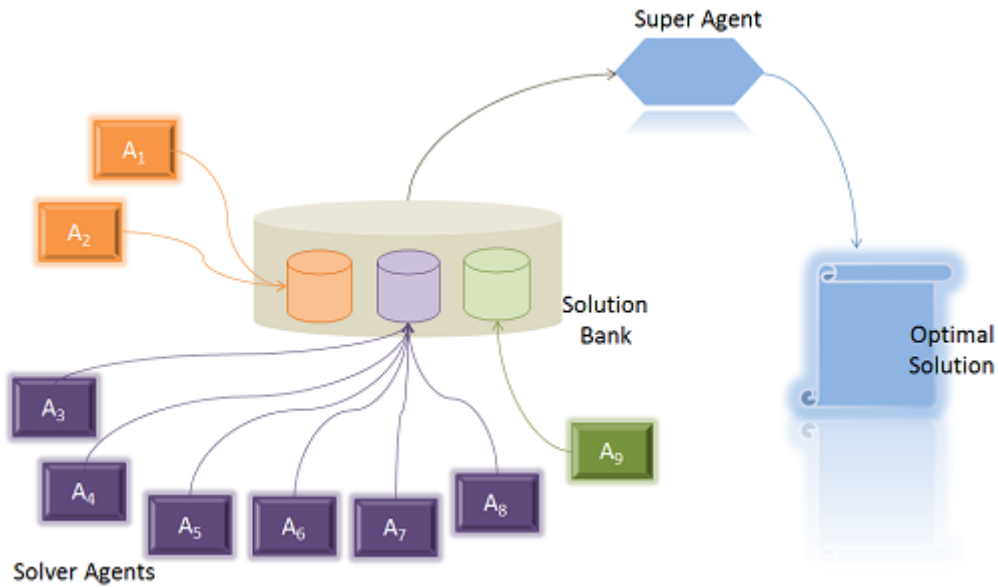 Super Agent
A₁
A₂
Solution
Bank
Optimal
Solution
A₃
A₄
A₅
A₆
A₇
A₈
A₉
Solver Agents